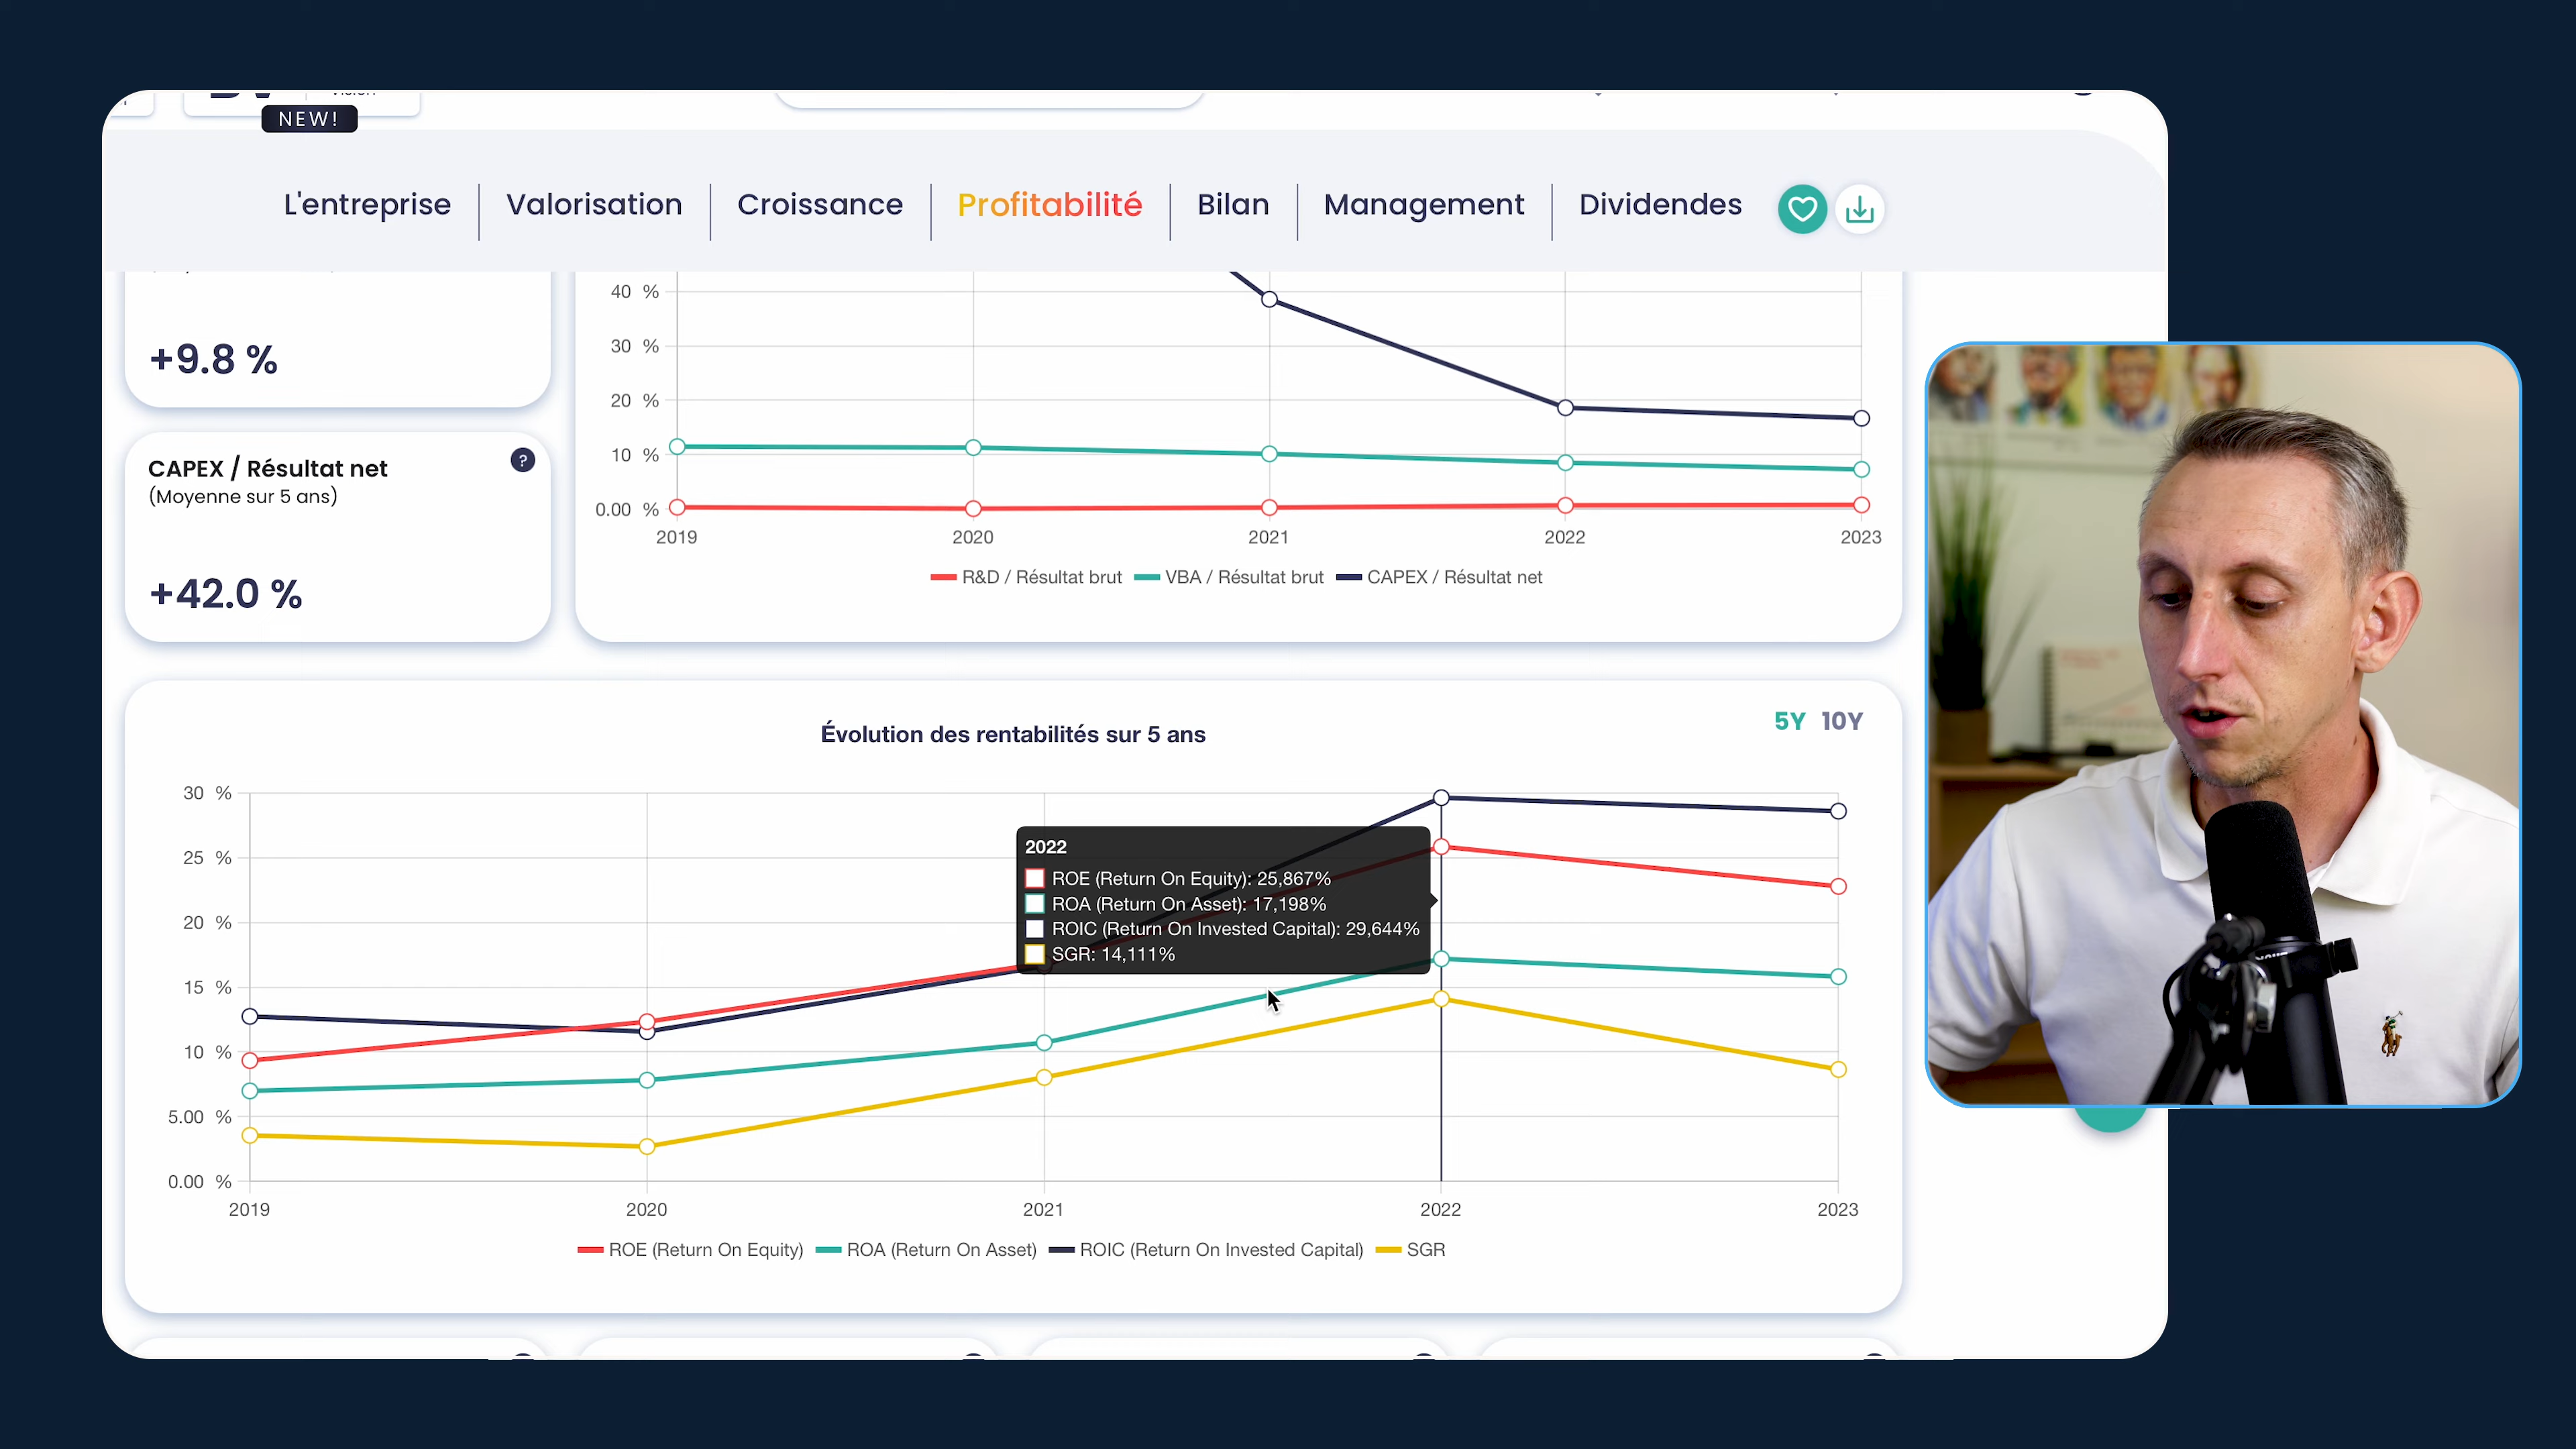 NEW!
L'entreprise
Valorisation
Croissance
Profitabilité
Bilan
Management
Dividendes
+9.8 %
CAPEX / Résultat net
?
(Moyenne sur 5 ans)
+42.0 %
40 %
30 %
20 %
10 %
0.00 %
2019 2020 2021 2022 2023
R&D / Résultat brut VBA / Résultat brut CAPEX / Résultat net
Évolution des rentabilités sur 5 ans
5Y 10Y
30 %
25 %
20 %
15 %
10 %
5.00 %
0.00 %
2022
ROE (Return On Equity): 25,867%
ROA (Return On Asset): 17,198%
ROIC (Return On Invested Capital): 29,644%
SGR: 14,111%
2019 2020 2021 2022 2023
ROE (Return On Equity) ROA (Return On Asset) ROIC (Return On Invested Capital) SGR